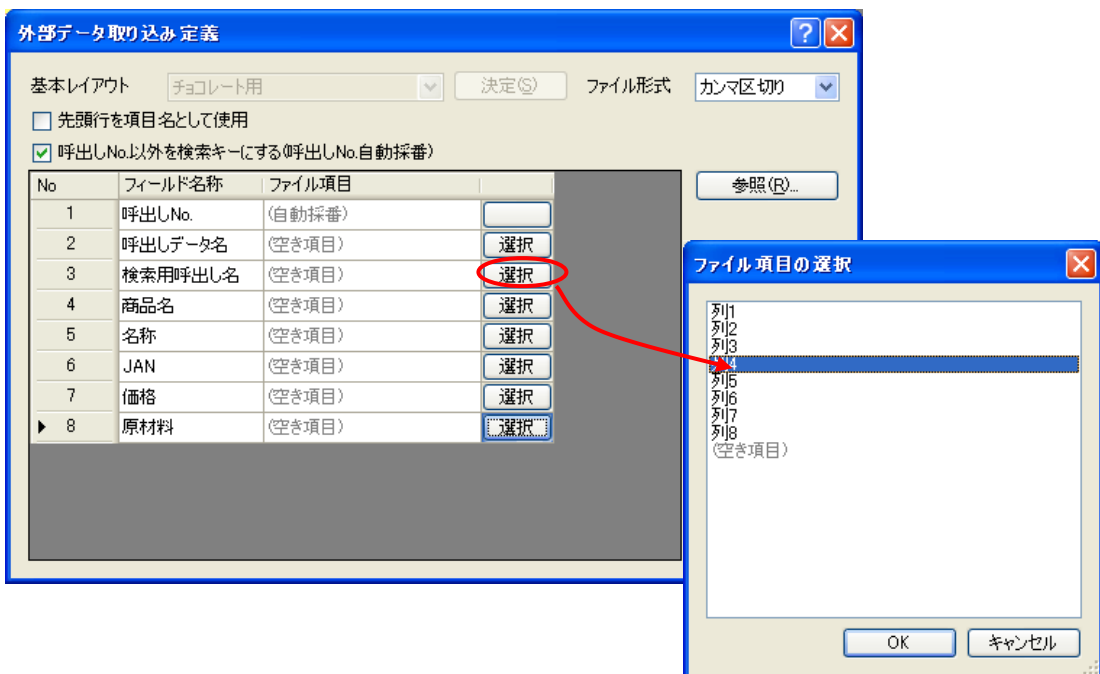 外部データ取り込み定義
基本レイアウト チョコレート用 決定(S) ファイル形式 カンマ区切り
先頭行を項目名として使用
呼出しNo.以外を検索キーにする(呼出しNo.自動採番)
No フィールド名称 ファイル項目
参照(R)...
1 呼出しNo. (自動採番)
2 呼出しデータ名 (空き項目) 選択
3 検索用呼出し名 (空き項目) 選択
4 商品名 (空き項目) 選択
5 名称 (空き項目) 選択
6 JAN (空き項目) 選択
7 価格 (空き項目) 選択
8 原材料 (空き項目) 選択
ファイル項目の選択
列1
列2
列3
列4
列5
列6
列7
列8
(空き項目)
OK キャンセル